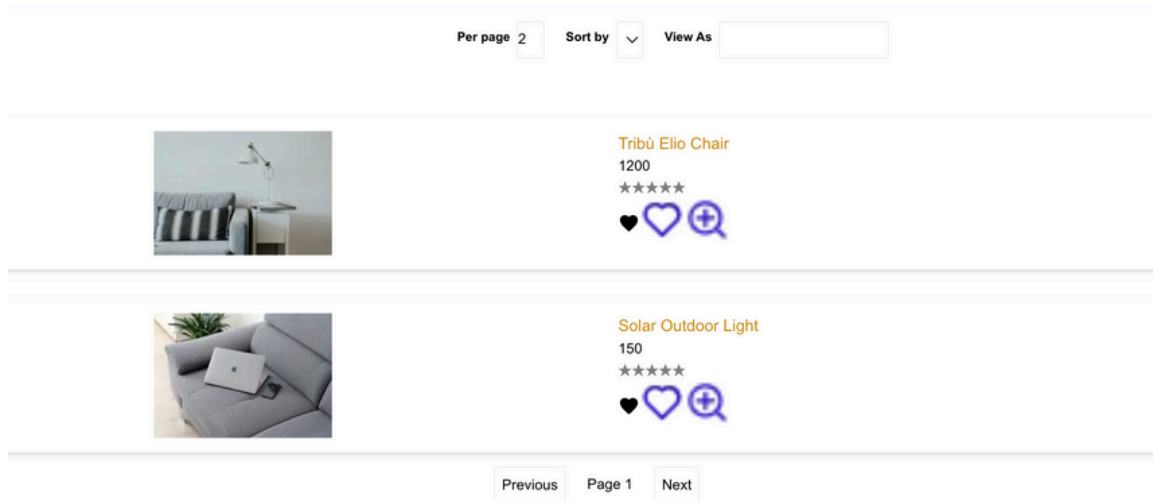 Per page 2 Sort by View As
Tribù Elio Chair
1200
★★★★★
Solar Outdoor Light
150
★★★★★
Previous Page 1 Next